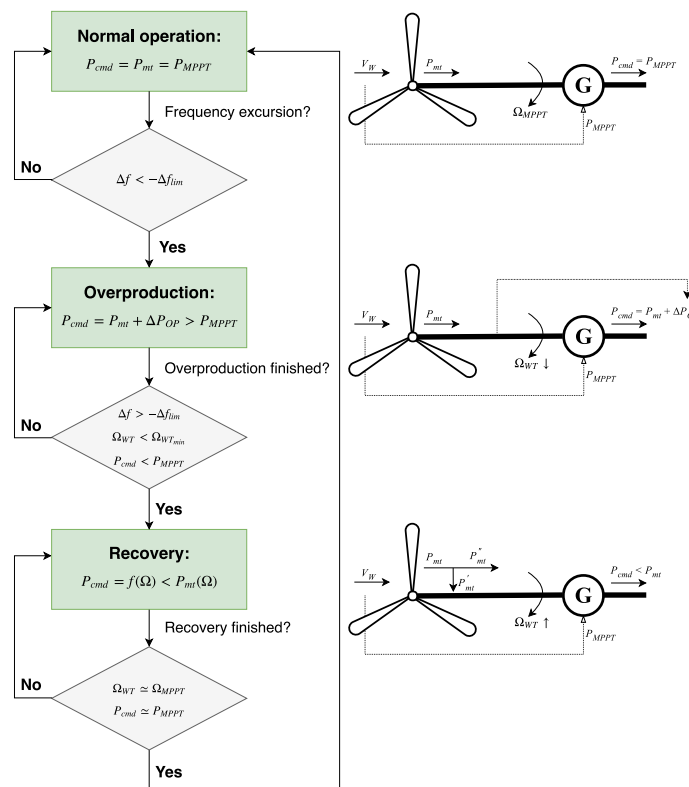 Normal operation:
P_cmd = P_mt = P_MPPT
Frequency excursion?
No
Δf < −Δf_lim
Yes
Overproduction:
P_cmd = P_mt + ΔP_OP > P_MPPT
Overproduction finished?
Δf > −Δf_lim
Ω_WT < Ω_WT_min
P_cmd < P_MPPT
No
Yes
Recovery:
P_cmd = f(Ω) < P_mt(Ω)
Recovery finished?
No
Ω_WT ≃ Ω_MPPT
P_cmd ≃ P_MPPT
Yes
V_W
P_mt
Ω_MPPT
G
P_cmd = P_MPPT
P_MPPT
V_W
P_mt
Ω_WT ↓
G
P_cmd = P_mt + ΔP
P_MPPT
V_W
P_mt
P''_mt
P'_mt
Ω_WT ↑
G
P_cmd < P_mt
P_MPPT